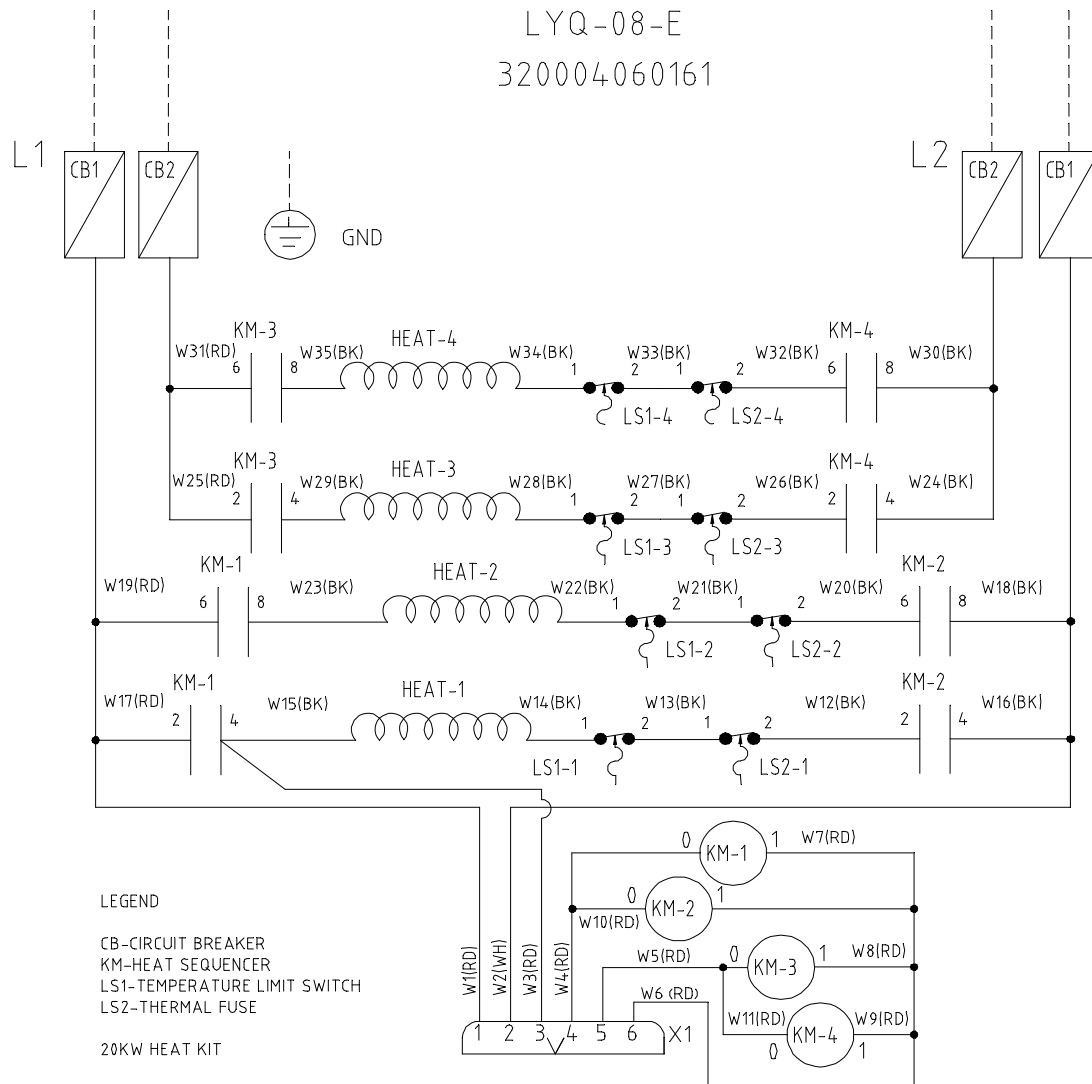 LYQ-08-E
320004060161
L1
CB1
CB2
L2
CB2
CB1
GND
KM-3
HEAT-4
KM-4
W31(RD)
W35(BK)
W34(BK)
W33(BK)
W32(BK)
W30(BK)
6 8 1 2 1 2 6 8
LS1-4
LS2-4
KM-3
HEAT-3
KM-4
W25(RD)
W29(BK)
W28(BK)
W27(BK)
W26(BK)
W24(BK)
2 4 1 2 1 2 2 4
LS1-3
LS2-3
KM-1
HEAT-2
KM-2
W19(RD)
W23(BK)
W22(BK)
W21(BK)
W20(BK)
W18(BK)
6 8 1 2 1 2 6 8
LS1-2
LS2-2
KM-1
HEAT-1
KM-2
W17(RD)
W15(BK)
W14(BK)
W13(BK)
W12(BK)
W16(BK)
2 4 1 2 1 2 2 4
LS1-1
LS2-1
0 KM-1 1 W7(RD)
0 KM-2 1
W10(RD)
W5(RD) 0 KM-3 1 W8(RD)
W6 (RD)
W11(RD) 0 KM-4 1 W9(RD)
W1(RD)
W2(WH)
W3(RD)
W4(RD)
1 2 3 4 5 6 X1
LEGEND
CB-CIRCUIT BREAKER
KM-HEAT SEQUENCER
LS1-TEMPERATURE LIMIT SWITCH
LS2-THERMAL FUSE
20KW HEAT KIT